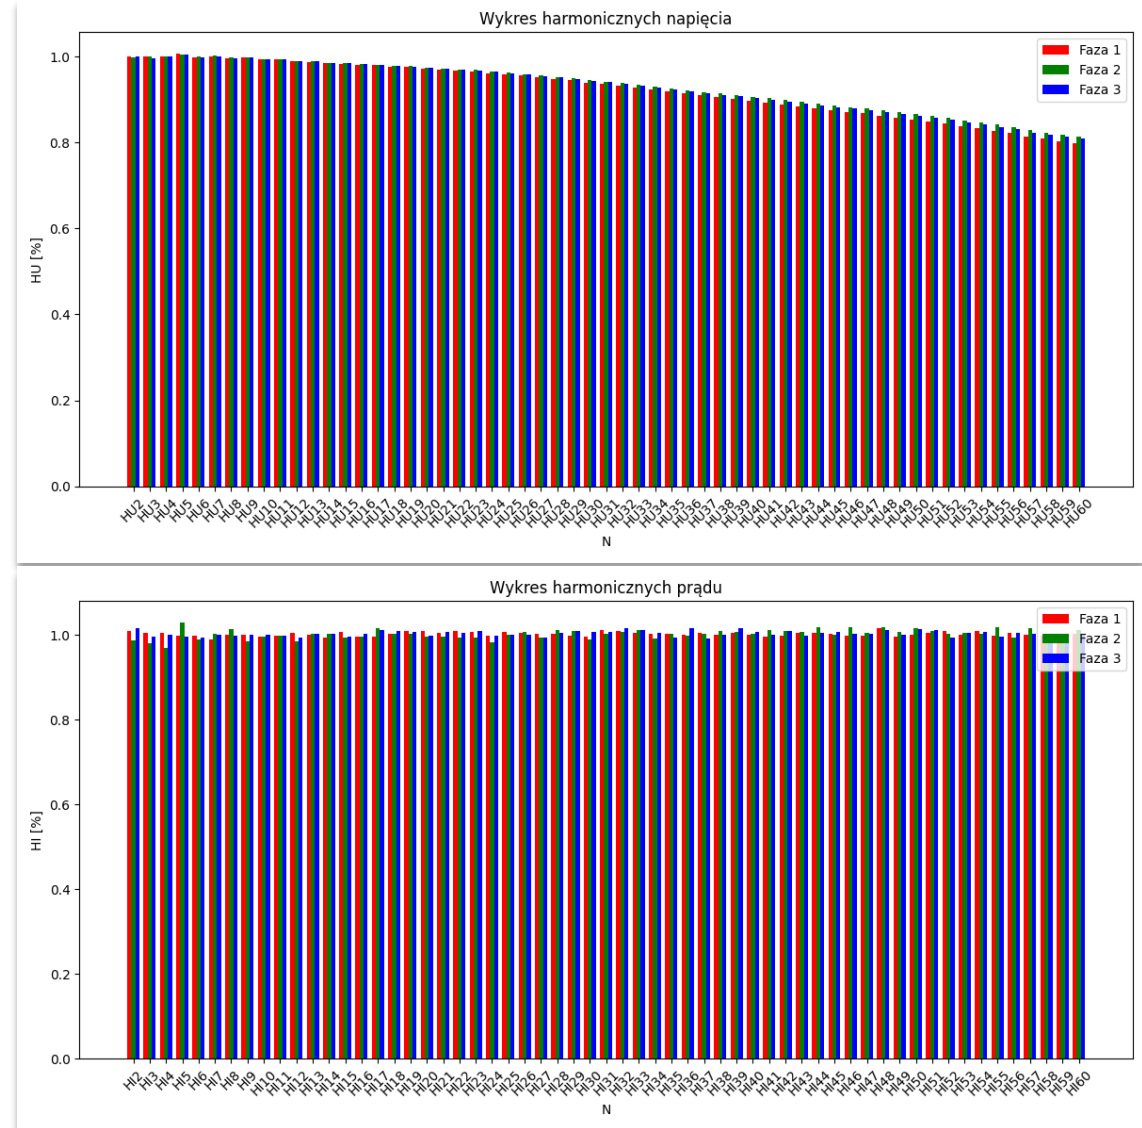 Wykres harmonicznych napięcia
HU [%]
1.0
0.8
0.6
0.4
0.2
0.0
Faza 1
Faza 2
Faza 3
HU2 HU3 HU4 HU5 HU6 HU7 HU8 HU9 HU10 HU11 HU12 HU13 HU14 HU15 HU16 HU17 HU18 HU19 HU20 HU21 HU22 HU23 HU24 HU25 HU26 HU27 HU28 HU29 HU30 HU31 HU32 HU33 HU34 HU35 HU36 HU37 HU38 HU39 HU40 HU41 HU42 HU43 HU44 HU45 HU46 HU47 HU48 HU49 HU50 HU51 HU52 HU53 HU54 HU55 HU56 HU57 HU58 HU59 HU60
N
Wykres harmonicznych prądu
HI [%]
1.0
0.8
0.6
0.4
0.2
0.0
Faza 1
Faza 2
Faza 3
HI2 HI3 HI4 HI5 HI6 HI7 HI8 HI9 HI10 HI11 HI12 HI13 HI14 HI15 HI16 HI17 HI18 HI19 HI20 HI21 HI22 HI23 HI24 HI25 HI26 HI27 HI28 HI29 HI30 HI31 HI32 HI33 HI34 HI35 HI36 HI37 HI38 HI39 HI40 HI41 HI42 HI43 HI44 HI45 HI46 HI47 HI48 HI49 HI50 HI51 HI52 HI53 HI54 HI55 HI56 HI57 HI58 HI59 HI60
N